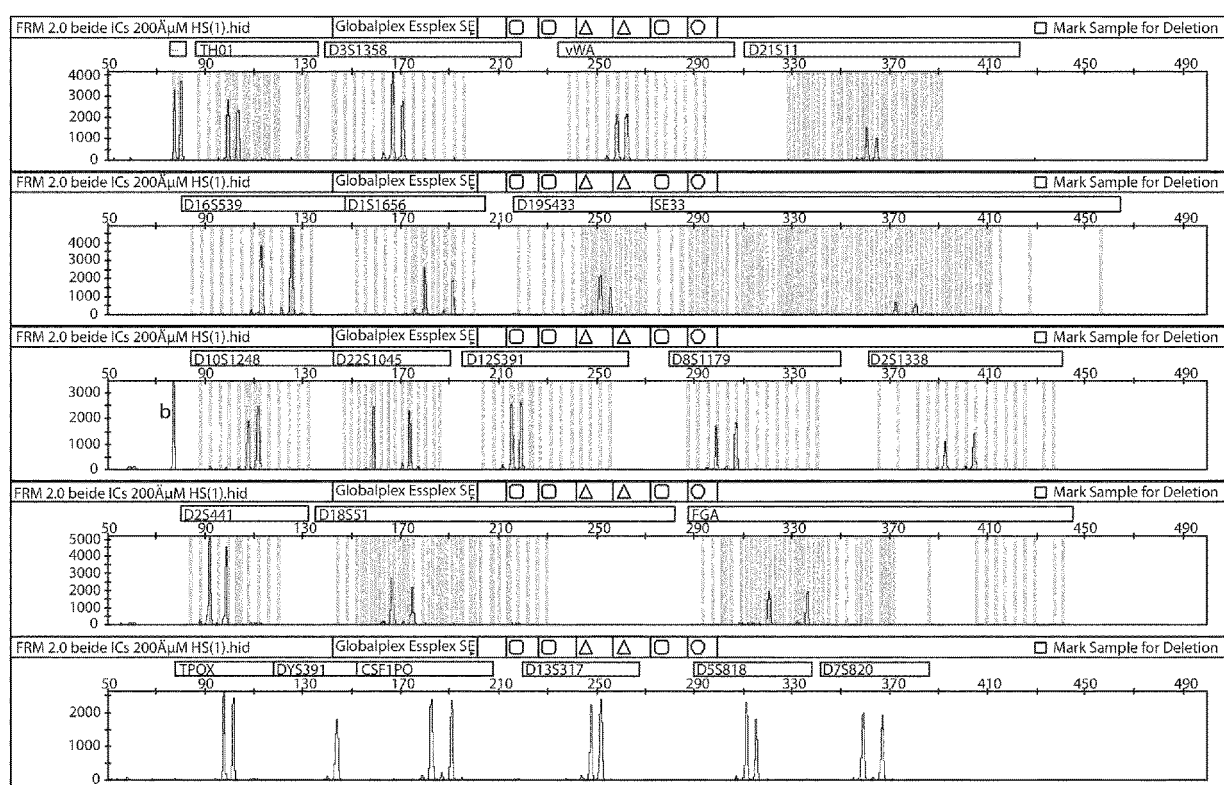 FRM 2.0 beide ICs 200ÄµM HS(1).hid Globalplex Essplex SE Mark Sample for Deletion
... TH01 D3S1358 vWA D21S11
50 90 130 170 210 250 290 330 370 410 450 490
4000
3000
2000
1000
0
FRM 2.0 beide ICs 200ÄµM HS(1).hid Globalplex Essplex SE Mark Sample for Deletion
D16S539 D1S1656 D19S433 SE33
50 90 130 170 210 250 290 330 370 410 450 490
4000
3000
2000
1000
0
FRM 2.0 beide ICs 200ÄµM HS(1).hid Globalplex Essplex SE Mark Sample for Deletion
D10S1248 D22S1045 D12S391 D8S1179 D2S1338
50 90 130 170 210 250 290 330 370 410 450 490
3000
b
2000
1000
0
FRM 2.0 beide ICs 200ÄµM HS(1).hid Globalplex Essplex SE Mark Sample for Deletion
D2S441 D18S51 FGA
50 90 130 170 210 250 290 330 370 410 450 490
5000
4000
3000
2000
1000
0
FRM 2.0 beide ICs 200ÄµM HS(1).hid Globalplex Essplex SE Mark Sample for Deletion
TPOX DYS391 CSF1PO D13S317 D5S818 D7S820
50 90 130 170 210 250 290 330 370 410 450 490
2000
1000
0